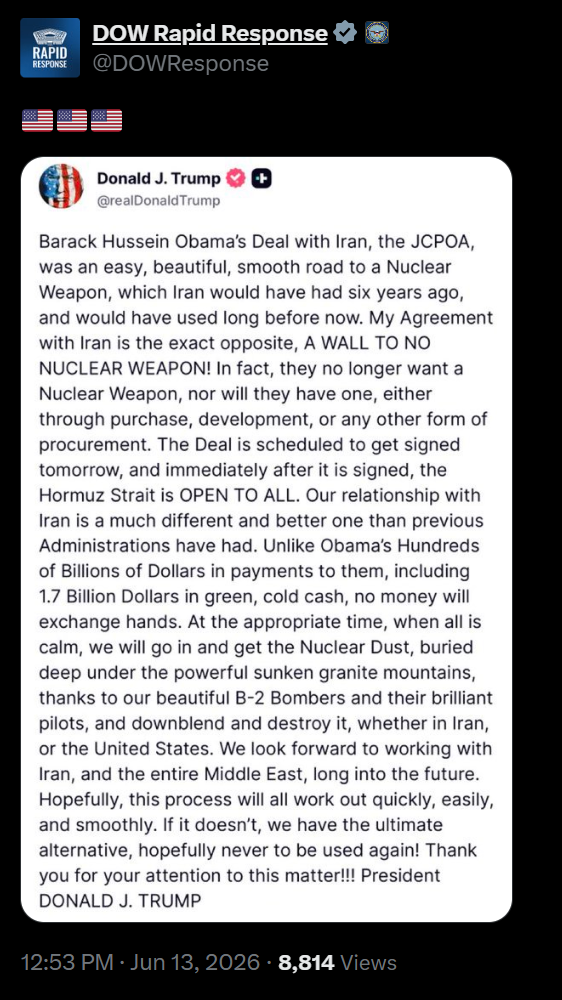 DOW Rapid Response
@DOWResponse
RAPID
RESPONSE
🇺🇸🇺🇸🇺🇸
Donald J. Trump
@realDonaldTrump
Barack Hussein Obama's Deal with Iran, the JCPOA,
was an easy, beautiful, smooth road to a Nuclear
Weapon, which Iran would have had six years ago,
and would have used long before now. My Agreement
with Iran is the exact opposite, A WALL TO NO
NUCLEAR WEAPON! In fact, they no longer want a
Nuclear Weapon, nor will they have one, either
through purchase, development, or any other form of
procurement. The Deal is scheduled to get signed
tomorrow, and immediately after it is signed, the
Hormuz Strait is OPEN TO ALL. Our relationship with
Iran is a much different and better one than previous
Administrations have had. Unlike Obama's Hundreds
of Billions of Dollars in payments to them, including
1.7 Billion Dollars in green, cold cash, no money will
exchange hands. At the appropriate time, when all is
calm, we will go in and get the Nuclear Dust, buried
deep under the powerful sunken granite mountains,
thanks to our beautiful B-2 Bombers and their brilliant
pilots, and downblend and destroy it, whether in Iran,
or the United States. We look forward to working with
Iran, and the entire Middle East, long into the future.
Hopefully, this process will all work out quickly, easily,
and smoothly. If it doesn't, we have the ultimate
alternative, hopefully never to be used again! Thank
you for your attention to this matter!!! President
DONALD J. TRUMP
12:53 PM · Jun 13, 2026 · 8,814 Views